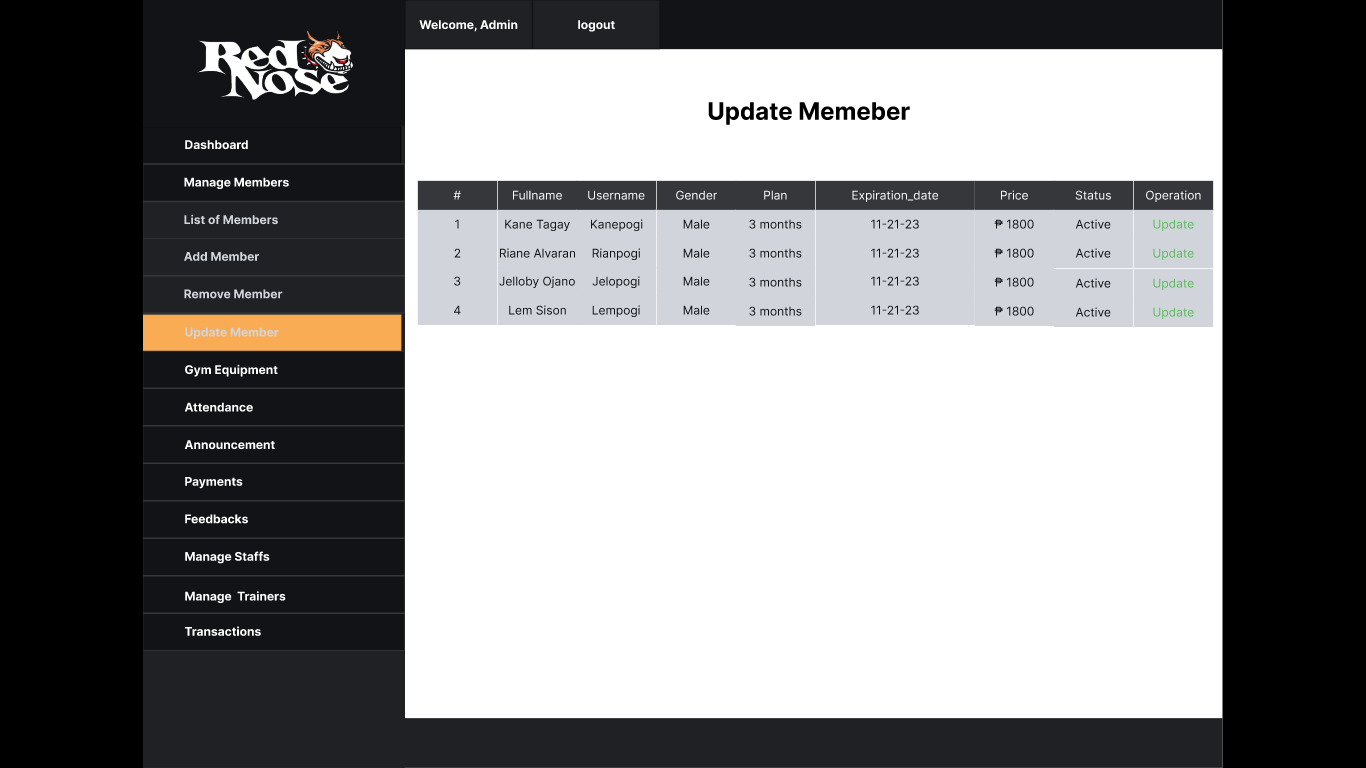 Red
Nose
Welcome, Admin logout
Dashboard
Manage Members
List of Members
Add Member
Remove Member
Update Member
Gym Equipment
Attendance
Announcement
Payments
Feedbacks
Manage Staffs
Manage Trainers
Transactions
Update Memeber
# Fullname Username Gender Plan Expiration_date Price Status Operation
1 Kane Tagay Kanepogi Male 3 months 11-21-23 ₱ 1800 Active Update
2 Riane Alvaran Rianpogi Male 3 months 11-21-23 ₱ 1800 Active Update
3 Jelloby Ojano Jelopogi Male 3 months 11-21-23 ₱ 1800 Active Update
4 Lem Sison Lempogi Male 3 months 11-21-23 ₱ 1800 Active Update